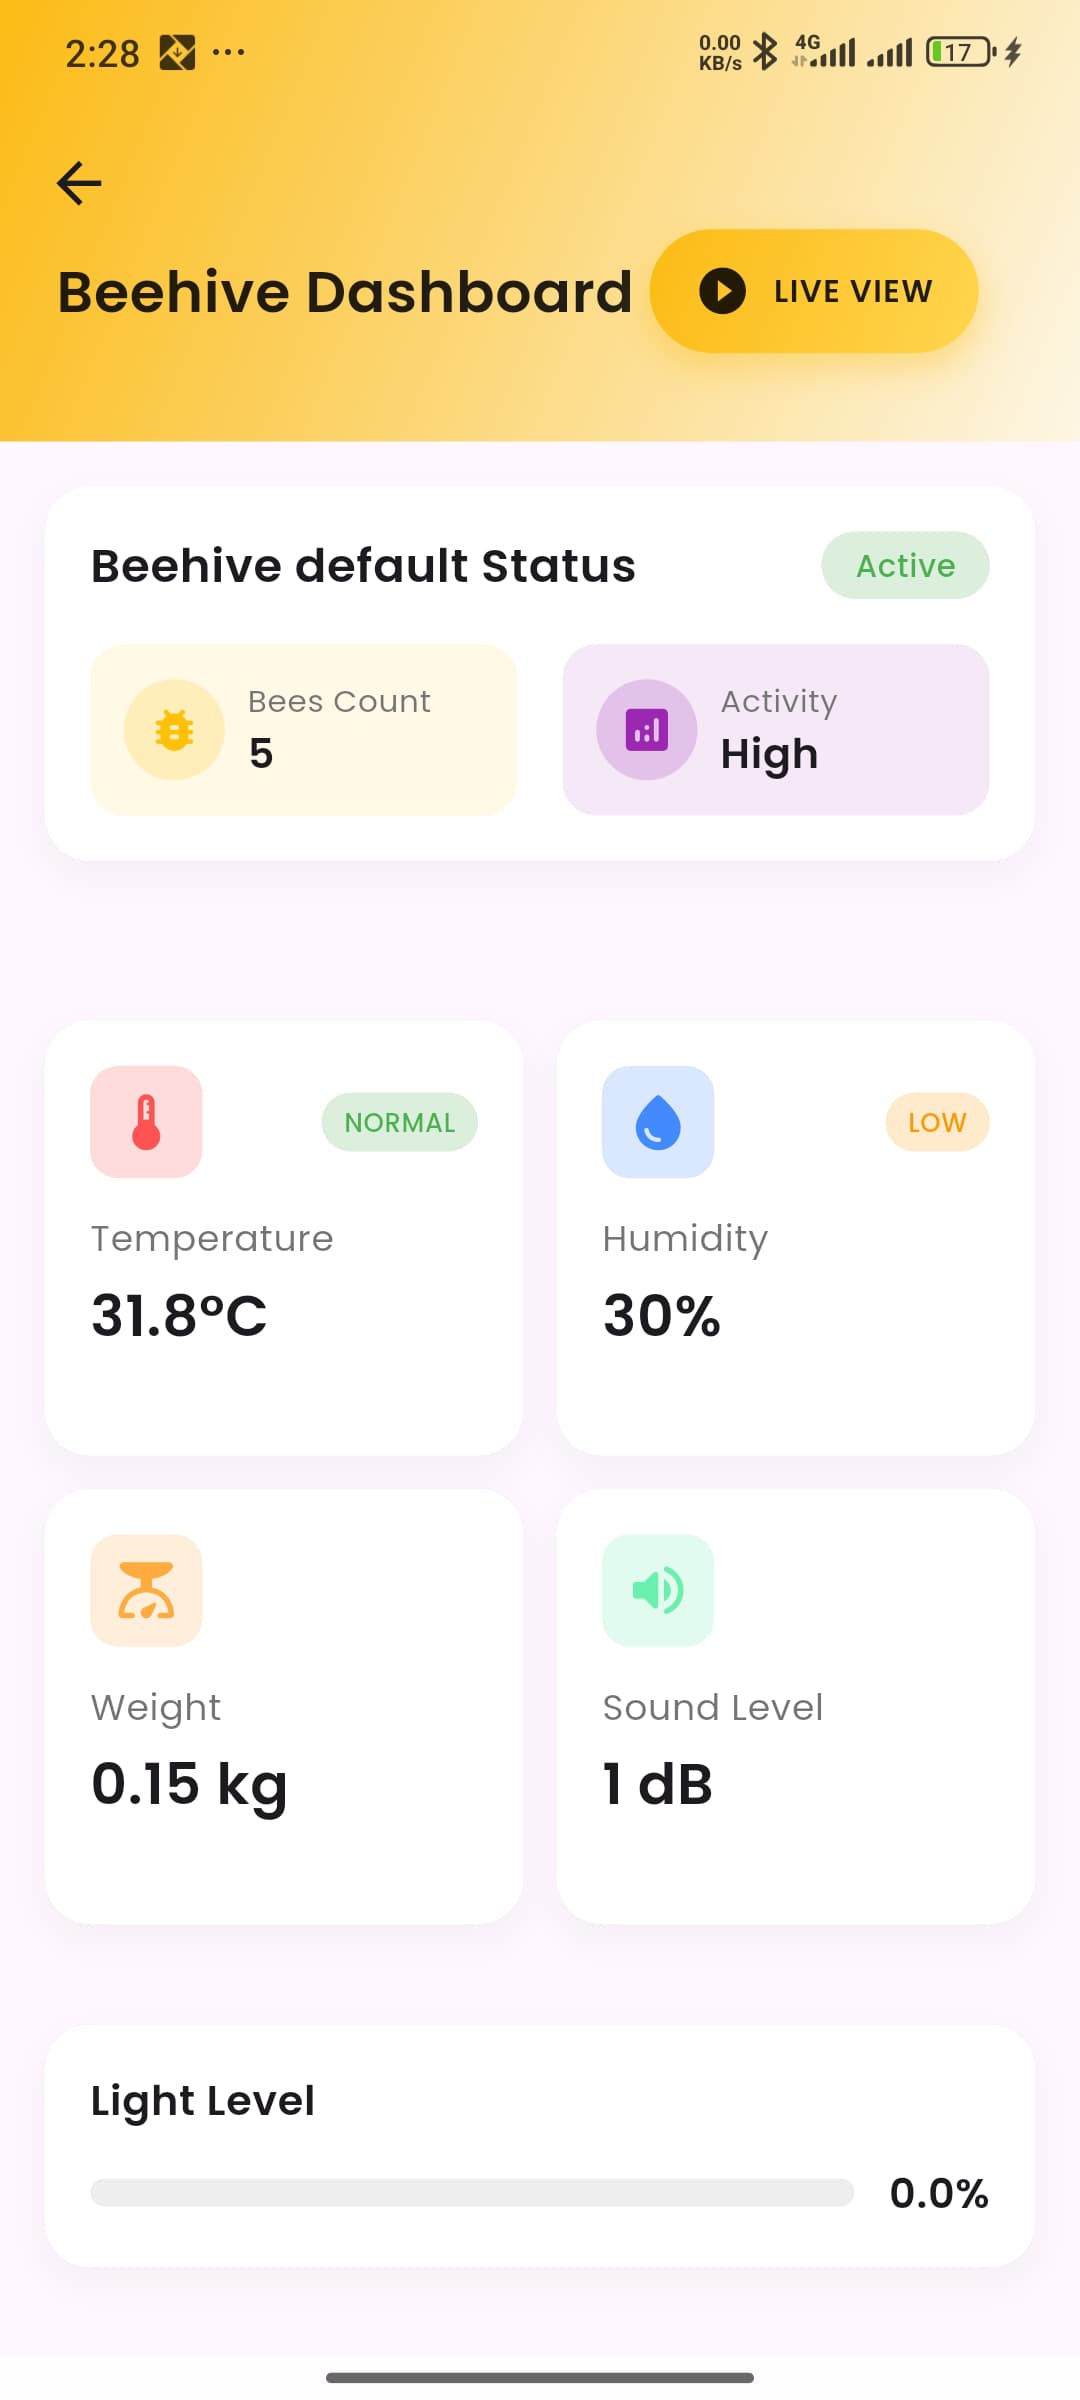 2:28 ... 0.00 KB/s 4G 17
Beehive Dashboard LIVE VIEW
Beehive default Status Active
Bees Count
5
Activity
High
NORMAL
Temperature
31.8°C
LOW
Humidity
30%
Weight
0.15 kg
Sound Level
1 dB
Light Level
0.0%